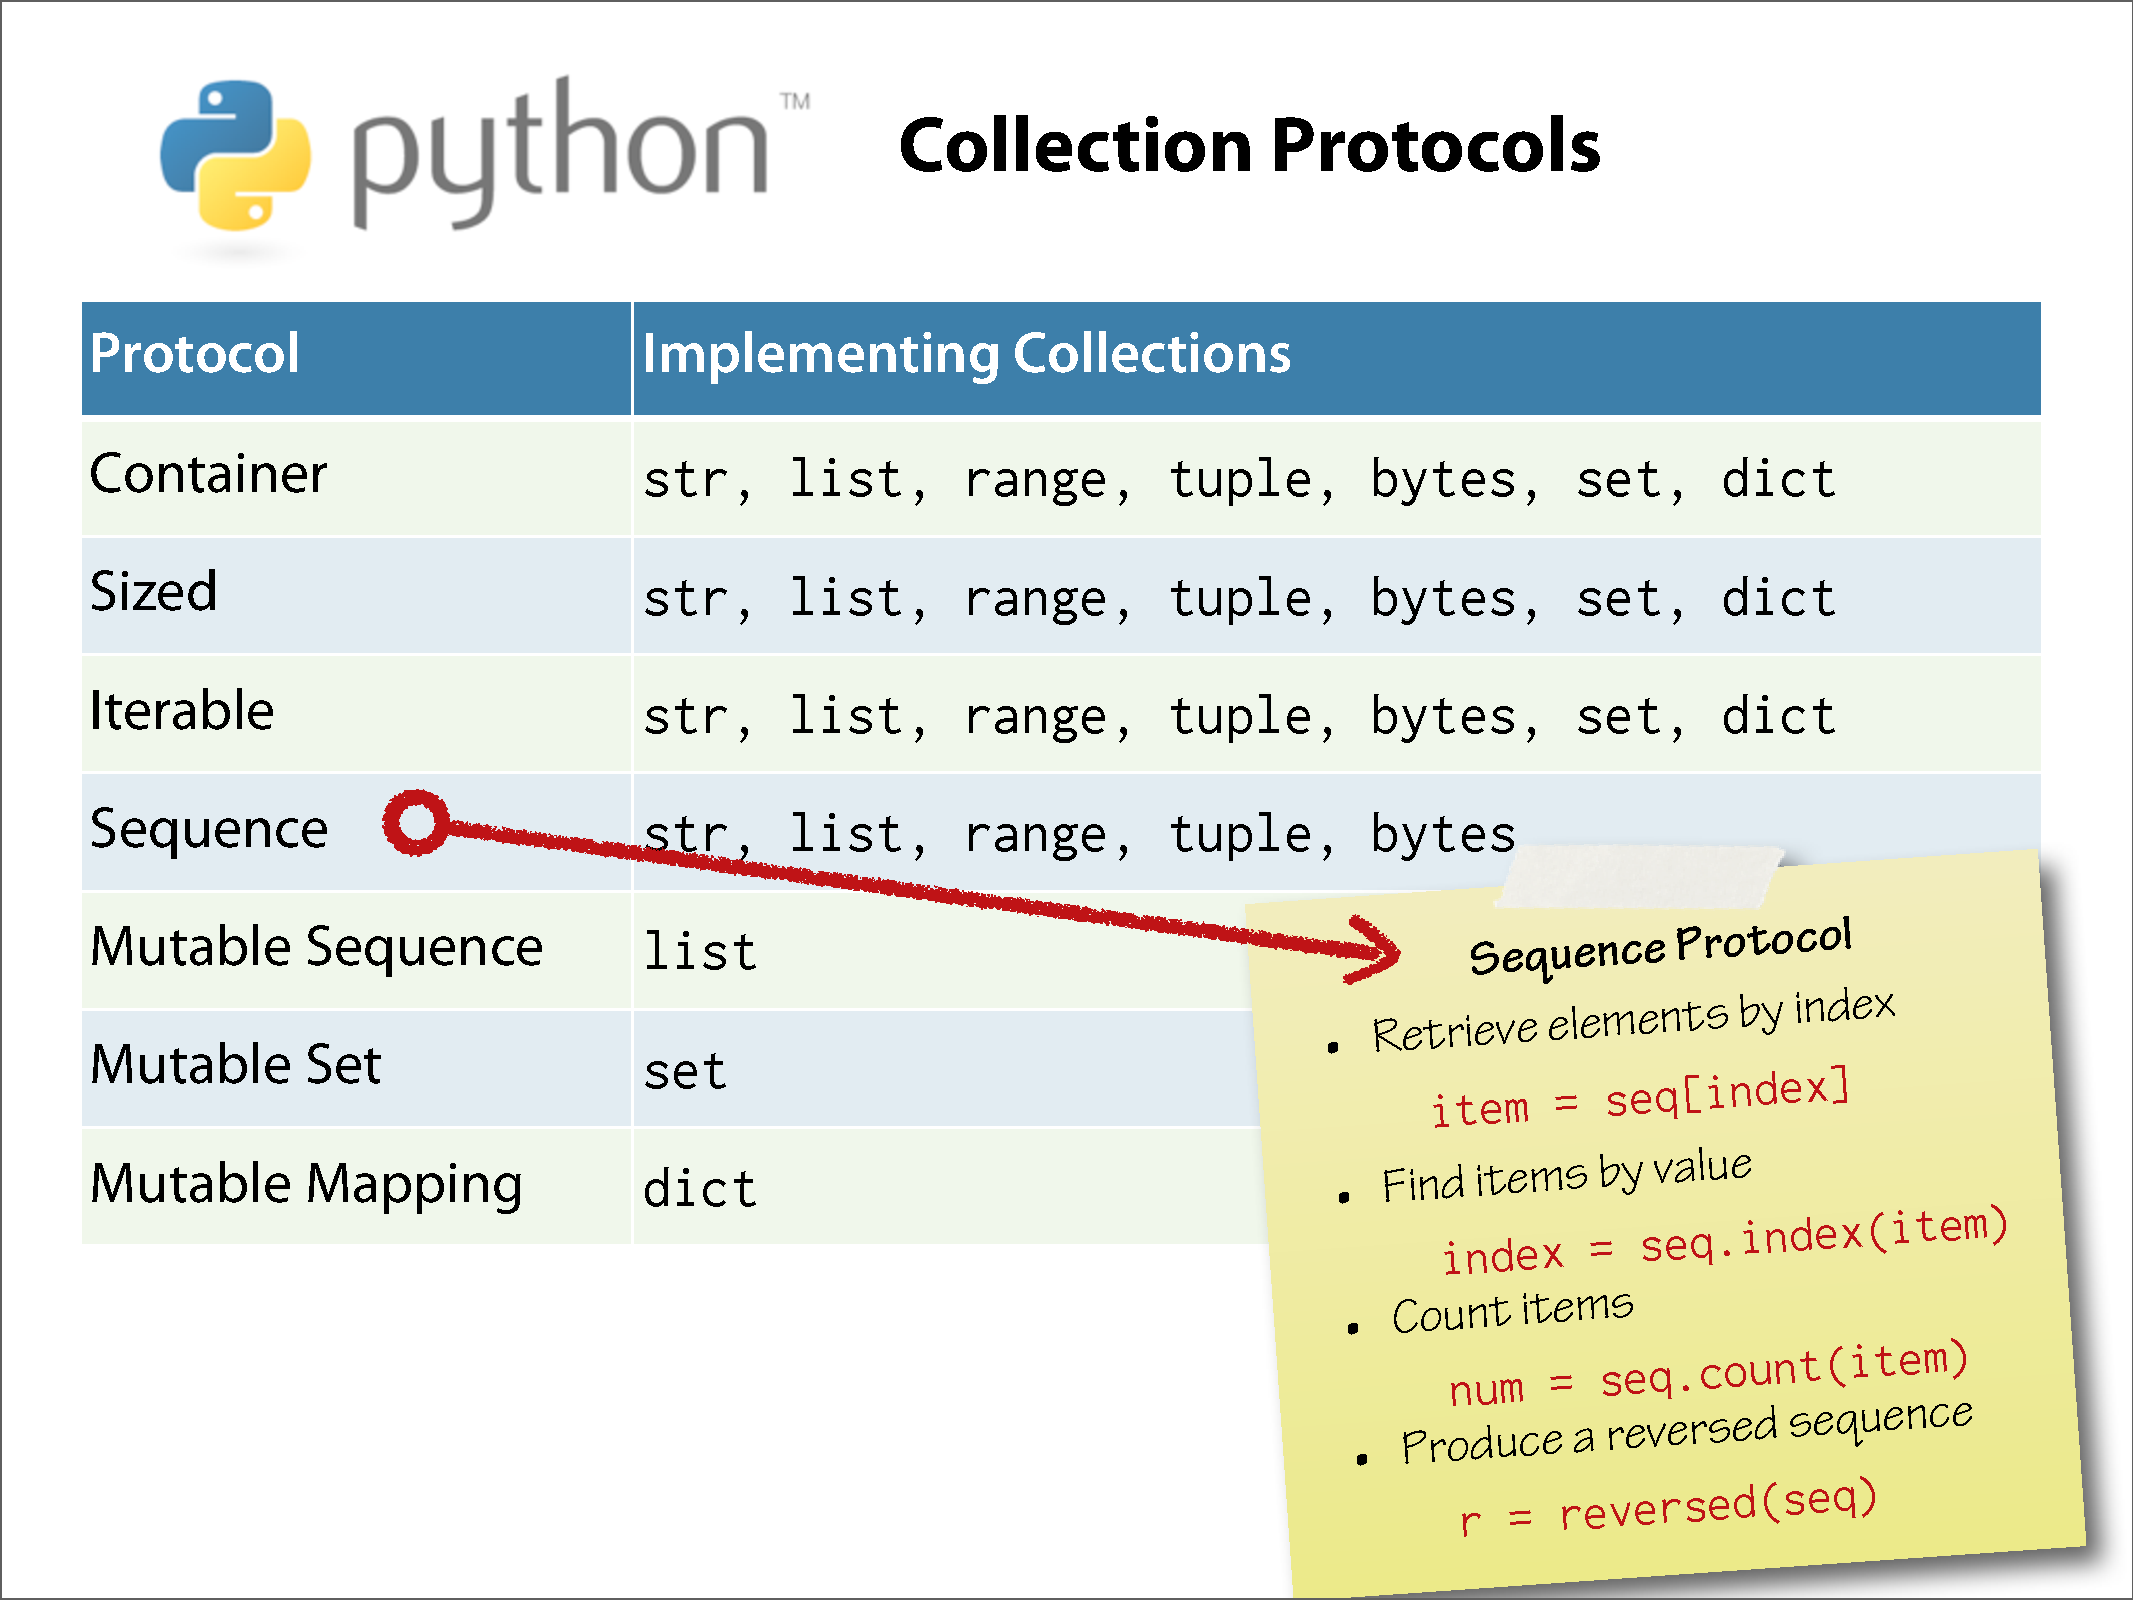 python™
Collection Protocols
Protocol Implementing Collections
Container str, list, range, tuple, bytes, set, dict
Sized str, list, range, tuple, bytes, set, dict
Iterable str, list, range, tuple, bytes, set, dict
Sequence str, list, range, tuple, bytes
Mutable Sequence list
Mutable Set set
Mutable Mapping dict
Sequence Protocol
• Retrieve elements by index
item = seq[index]
• Find items by value
index = seq.index(item)
• Count items
num = seq.count(item)
• Produce a reversed sequence
r = reversed(seq)